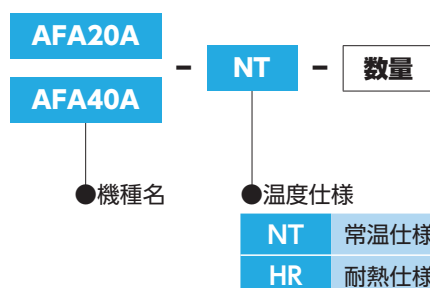 AFA20A
AFA40A
– NT – 数量
●機種名
●温度仕様
NT 常温仕様
HR 耐熱仕様